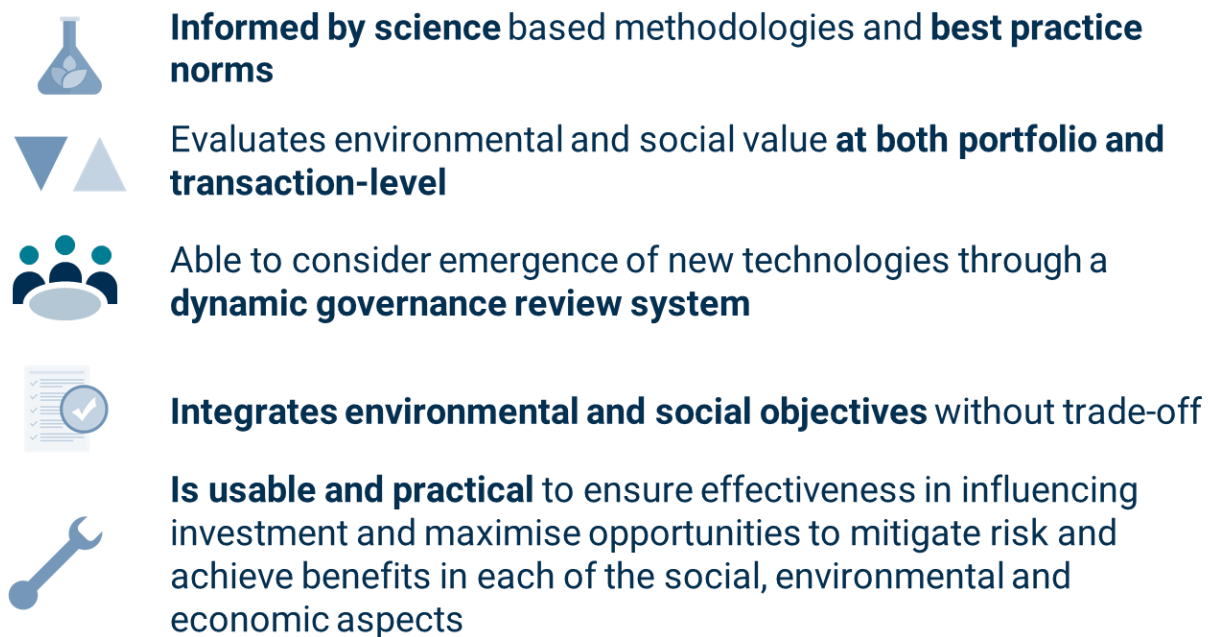 Informed by science based methodologies and best practice
norms
Evaluates environmental and social value at both portfolio and
transaction-level
Able to consider emergence of new technologies through a
dynamic governance review system
Integrates environmental and social objectives without trade-off
Is usable and practical to ensure effectiveness in influencing
investment and maximise opportunities to mitigate risk and
achieve benefits in each of the social, environmental and
economic aspects